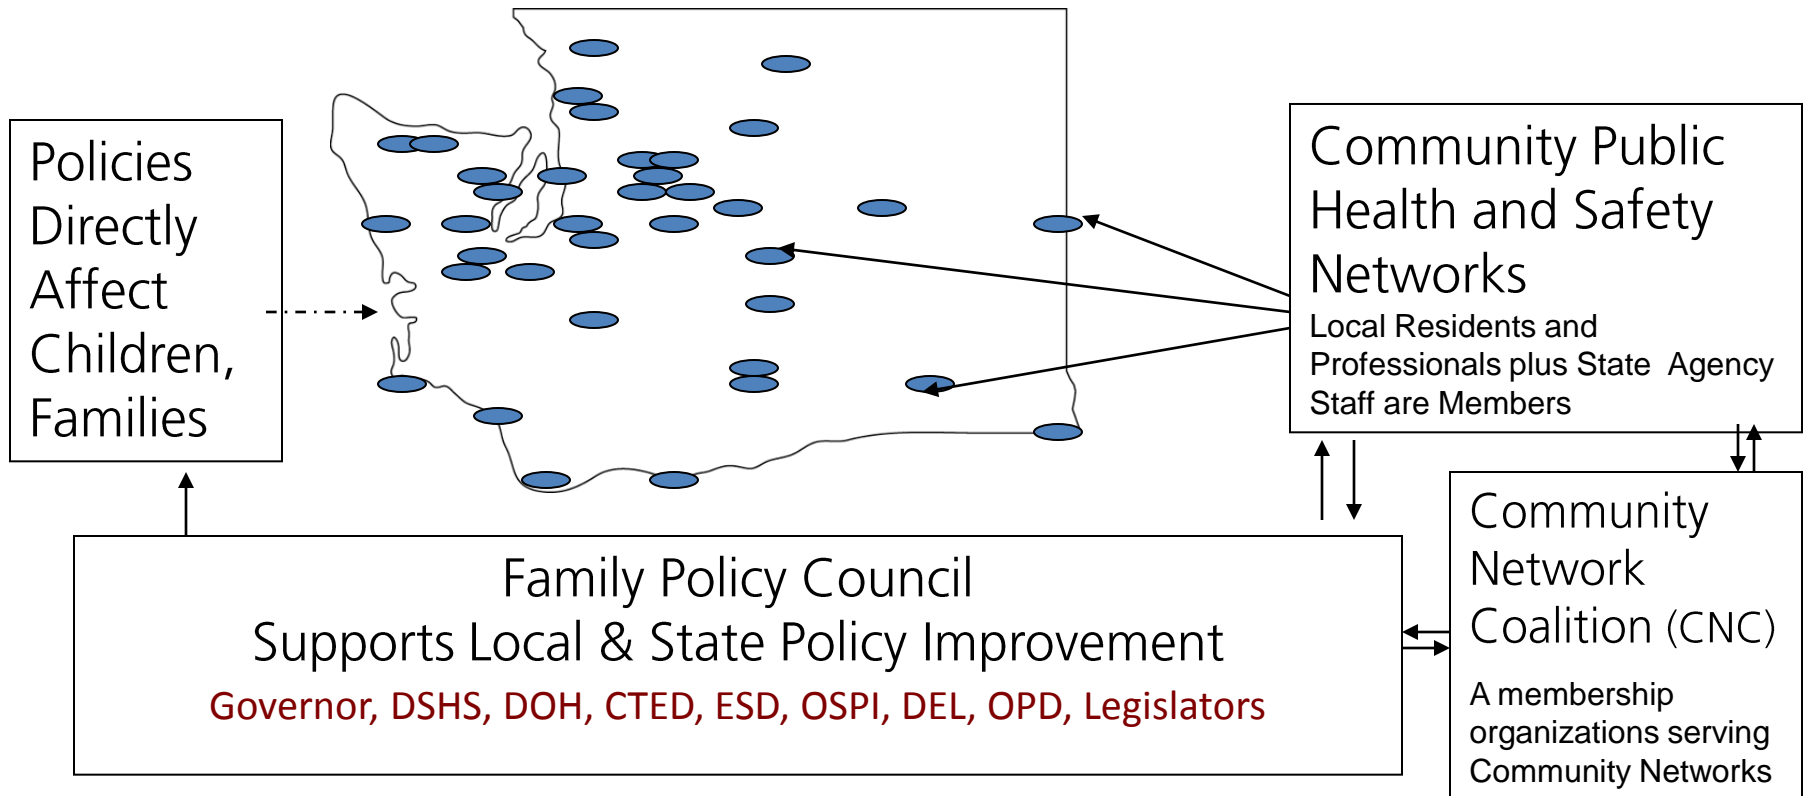 Policies
Directly
Affect
Children,
Families
Community Public
Health and Safety
Networks
Local Residents and
Professionals plus State Agency
Staff are Members
Family Policy Council
Supports Local & State Policy Improvement
Governor, DSHS, DOH, CTED, ESD, OSPI, DEL, OPD, Legislators
Community
Network
Coalition (CNC)
A membership
organizations serving
Community Networks